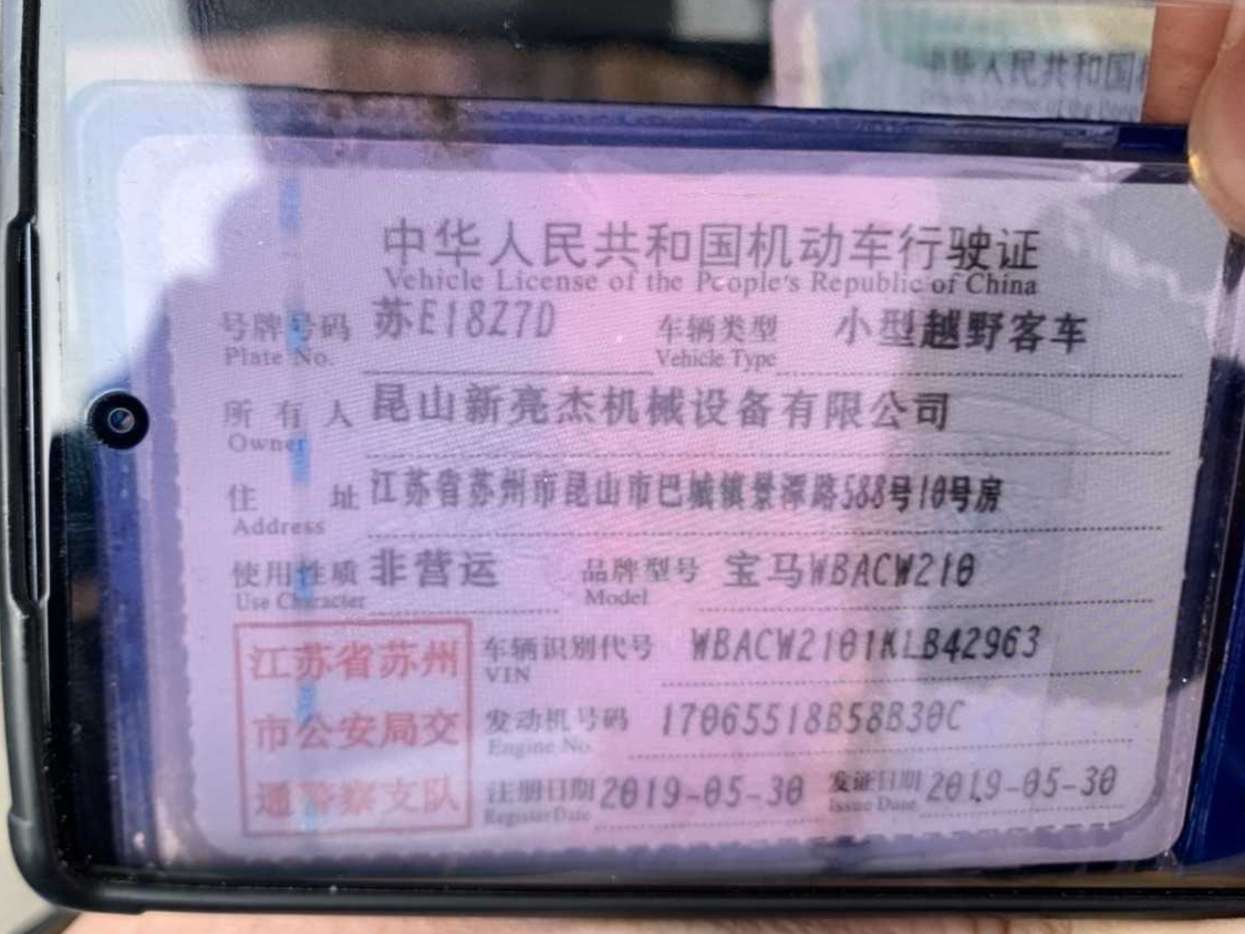 中华人民共和国
中华人民共和国机动车行驶证
Vehicle License of the People's Republic of China
号牌号码 苏E18Z7D 车辆类型 小型越野客车
Plate No. Vehicle Type
所有人 昆山新亮杰机械设备有限公司
Owner
住址 江苏省苏州市昆山市巴城镇景潭路588号10号房
Address
使用性质 非营运 品牌型号 宝马WBACW210
Use Character Model
江苏省苏州 车辆识别代号 WBACW2101KLB42963
VIN
市公安局交 发动机号码 17065518B58B30C
Engine No.
通警察支队 注册日期 2019-05-30 发证日期 2019-05-30
Register Date Issue Date